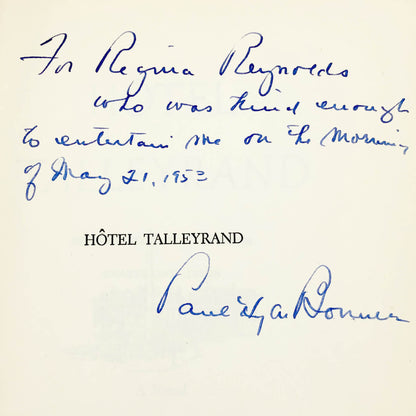 For Regina Reynolds
who was kind enough
to entertain me on the morning
of May 21, 1953
HÔTEL TALLEYRAND
Paul Hyde Bonner